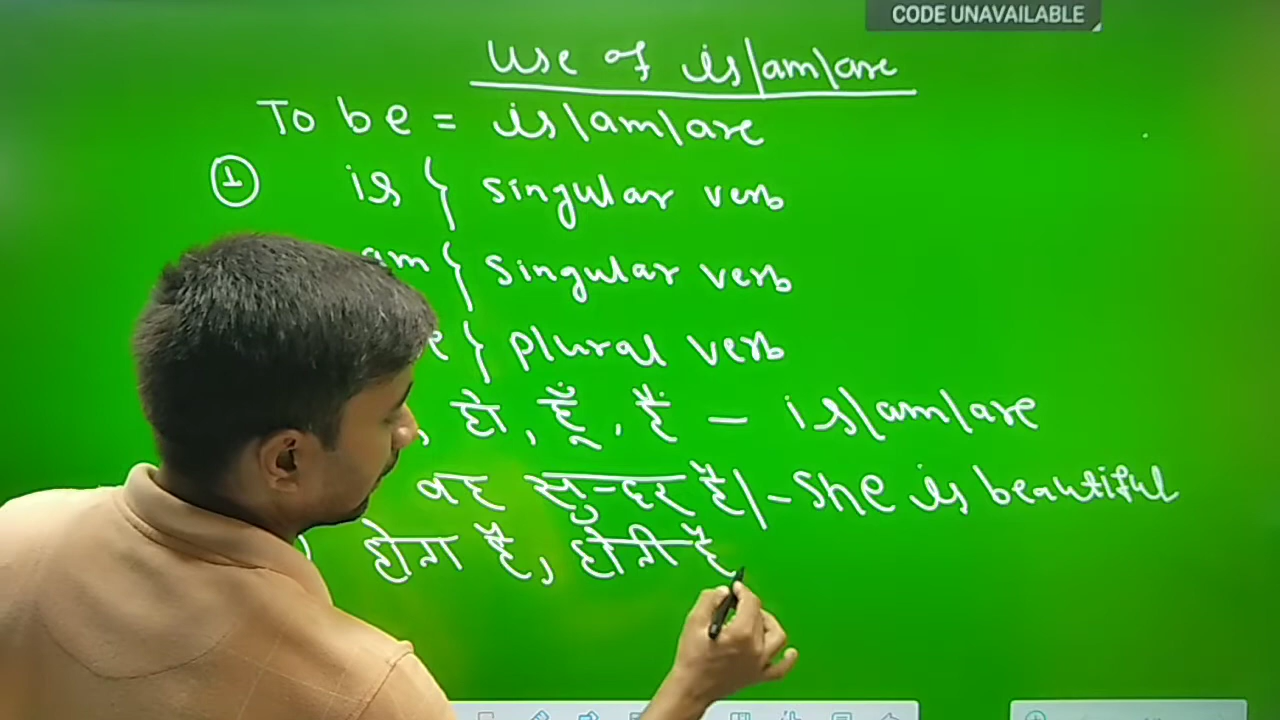 CODE UNAVAILABLE
Use of is/am/are
To be = is/am/are
① is } singular verb
am } singular verb
} plural verb
, हो, हूँ, हैं - is/am/are
वह सुन्दर है। - She is beautiful
होता है, होती है